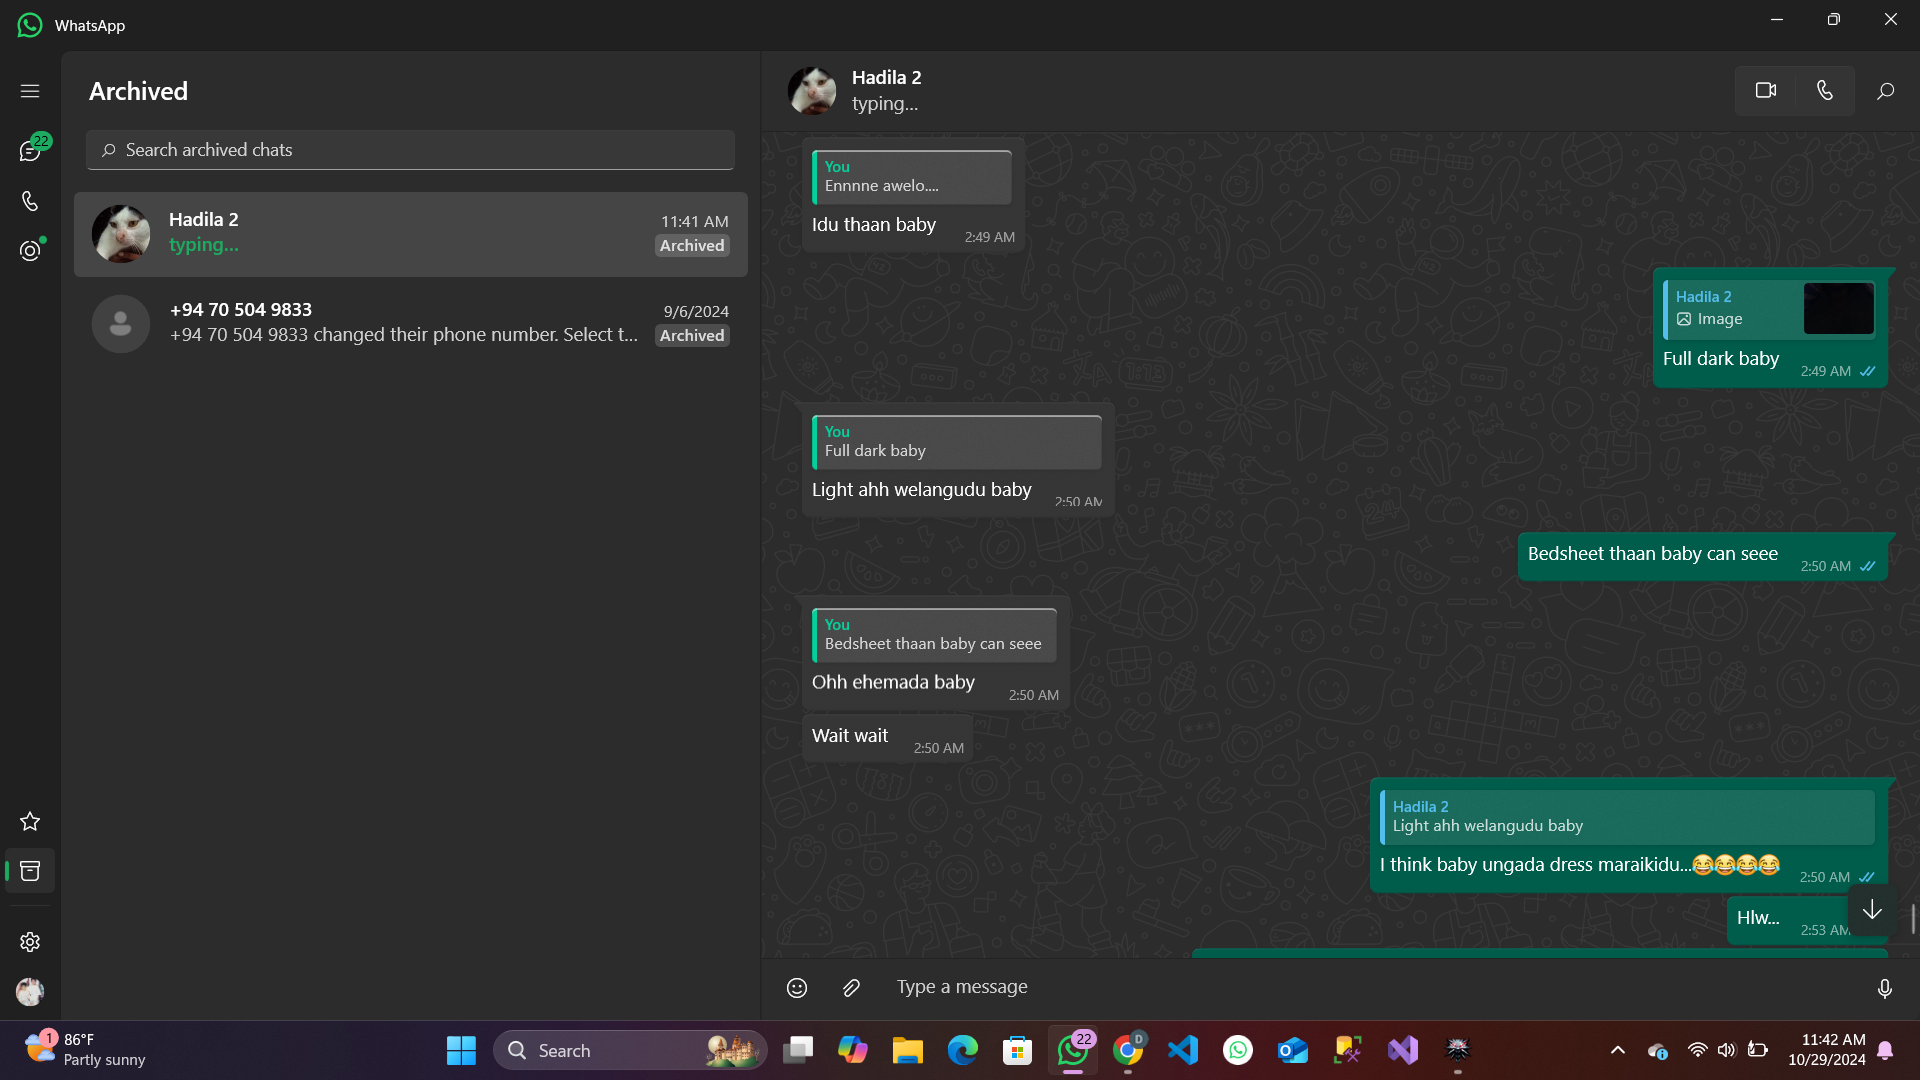 WhatsApp
Archived
22
Search archived chats
Hadila 2
11:41 AM
typing...
Archived
+94 70 504 9833
9/6/2024
+94 70 504 9833 changed their phone number. Select t...
Archived
Hadila 2
typing...
You
Ennnne awelo....
Idu thaan baby
2:49 AM
Hadila 2
Image
Full dark baby
2:49 AM
You
Full dark baby
Light ahh welangudu baby
2:50 AM
Bedsheet thaan baby can seee
2:50 AM
You
Bedsheet thaan baby can seee
Ohh ehemada baby
2:50 AM
Wait wait
2:50 AM
Hadila 2
Light ahh welangudu baby
I think baby ungada dress maraikidu...😂😂😂😂
2:50 AM
Hlw...
2:53 AM
Type a message
1
86°F
Partly sunny
Search
22
D
11:42 AM
10/29/2024